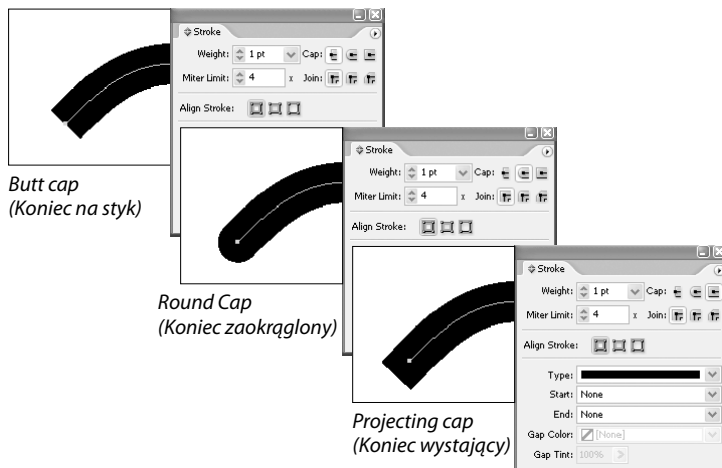 Stroke
Weight: 1 pt Cap:
Miter Limit: 4 x Join:
Align Stroke:
Butt cap
(Koniec na styk)
Stroke
Weight: 1 pt Cap:
Miter Limit: 4 x Join:
Align Stroke:
Round Cap
(Koniec zaokrąglony)
Stroke
Weight: 1 pt Cap:
Miter Limit: 4 x Join:
Align Stroke:
Type:
Start: None
End: None
Gap Color: [None]
Gap Tint: 100%
Projecting cap
(Koniec wystający)